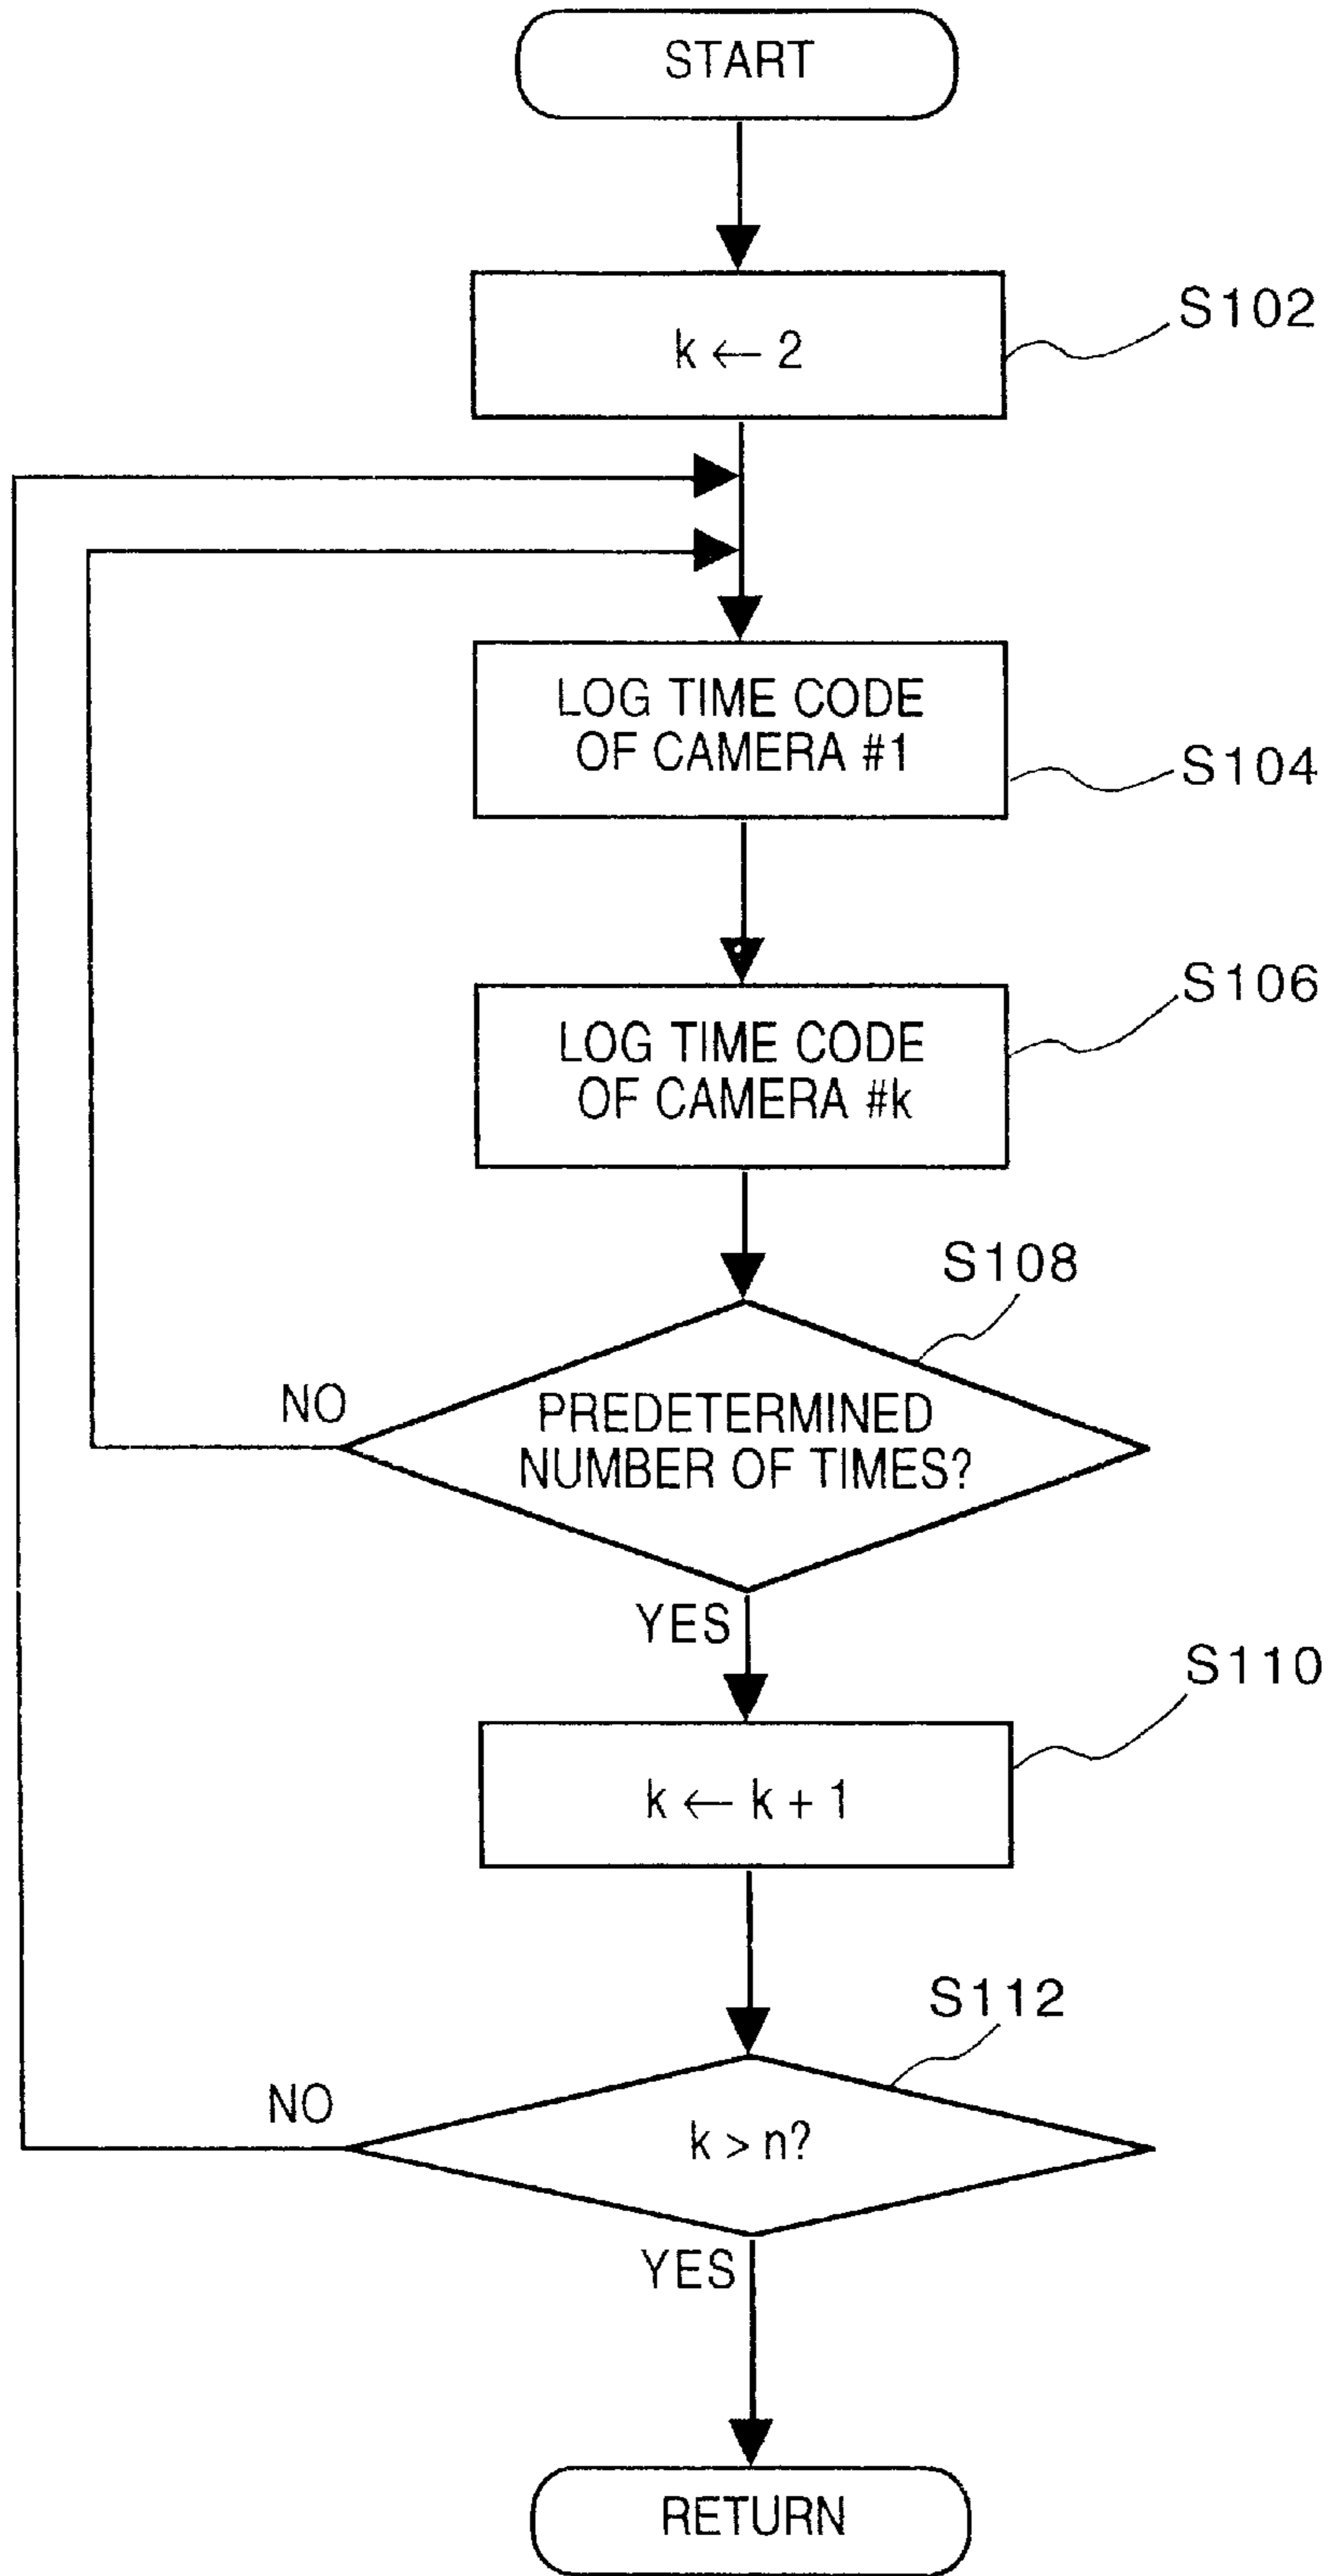 START
k ← 2
S102
LOG TIME CODE
OF CAMERA #1
S104
LOG TIME CODE
OF CAMERA #k
S106
S108
PREDETERMINED
NUMBER OF TIMES?
NO
YES
k ← k + 1
S110
S112
k > n?
NO
YES
RETURN